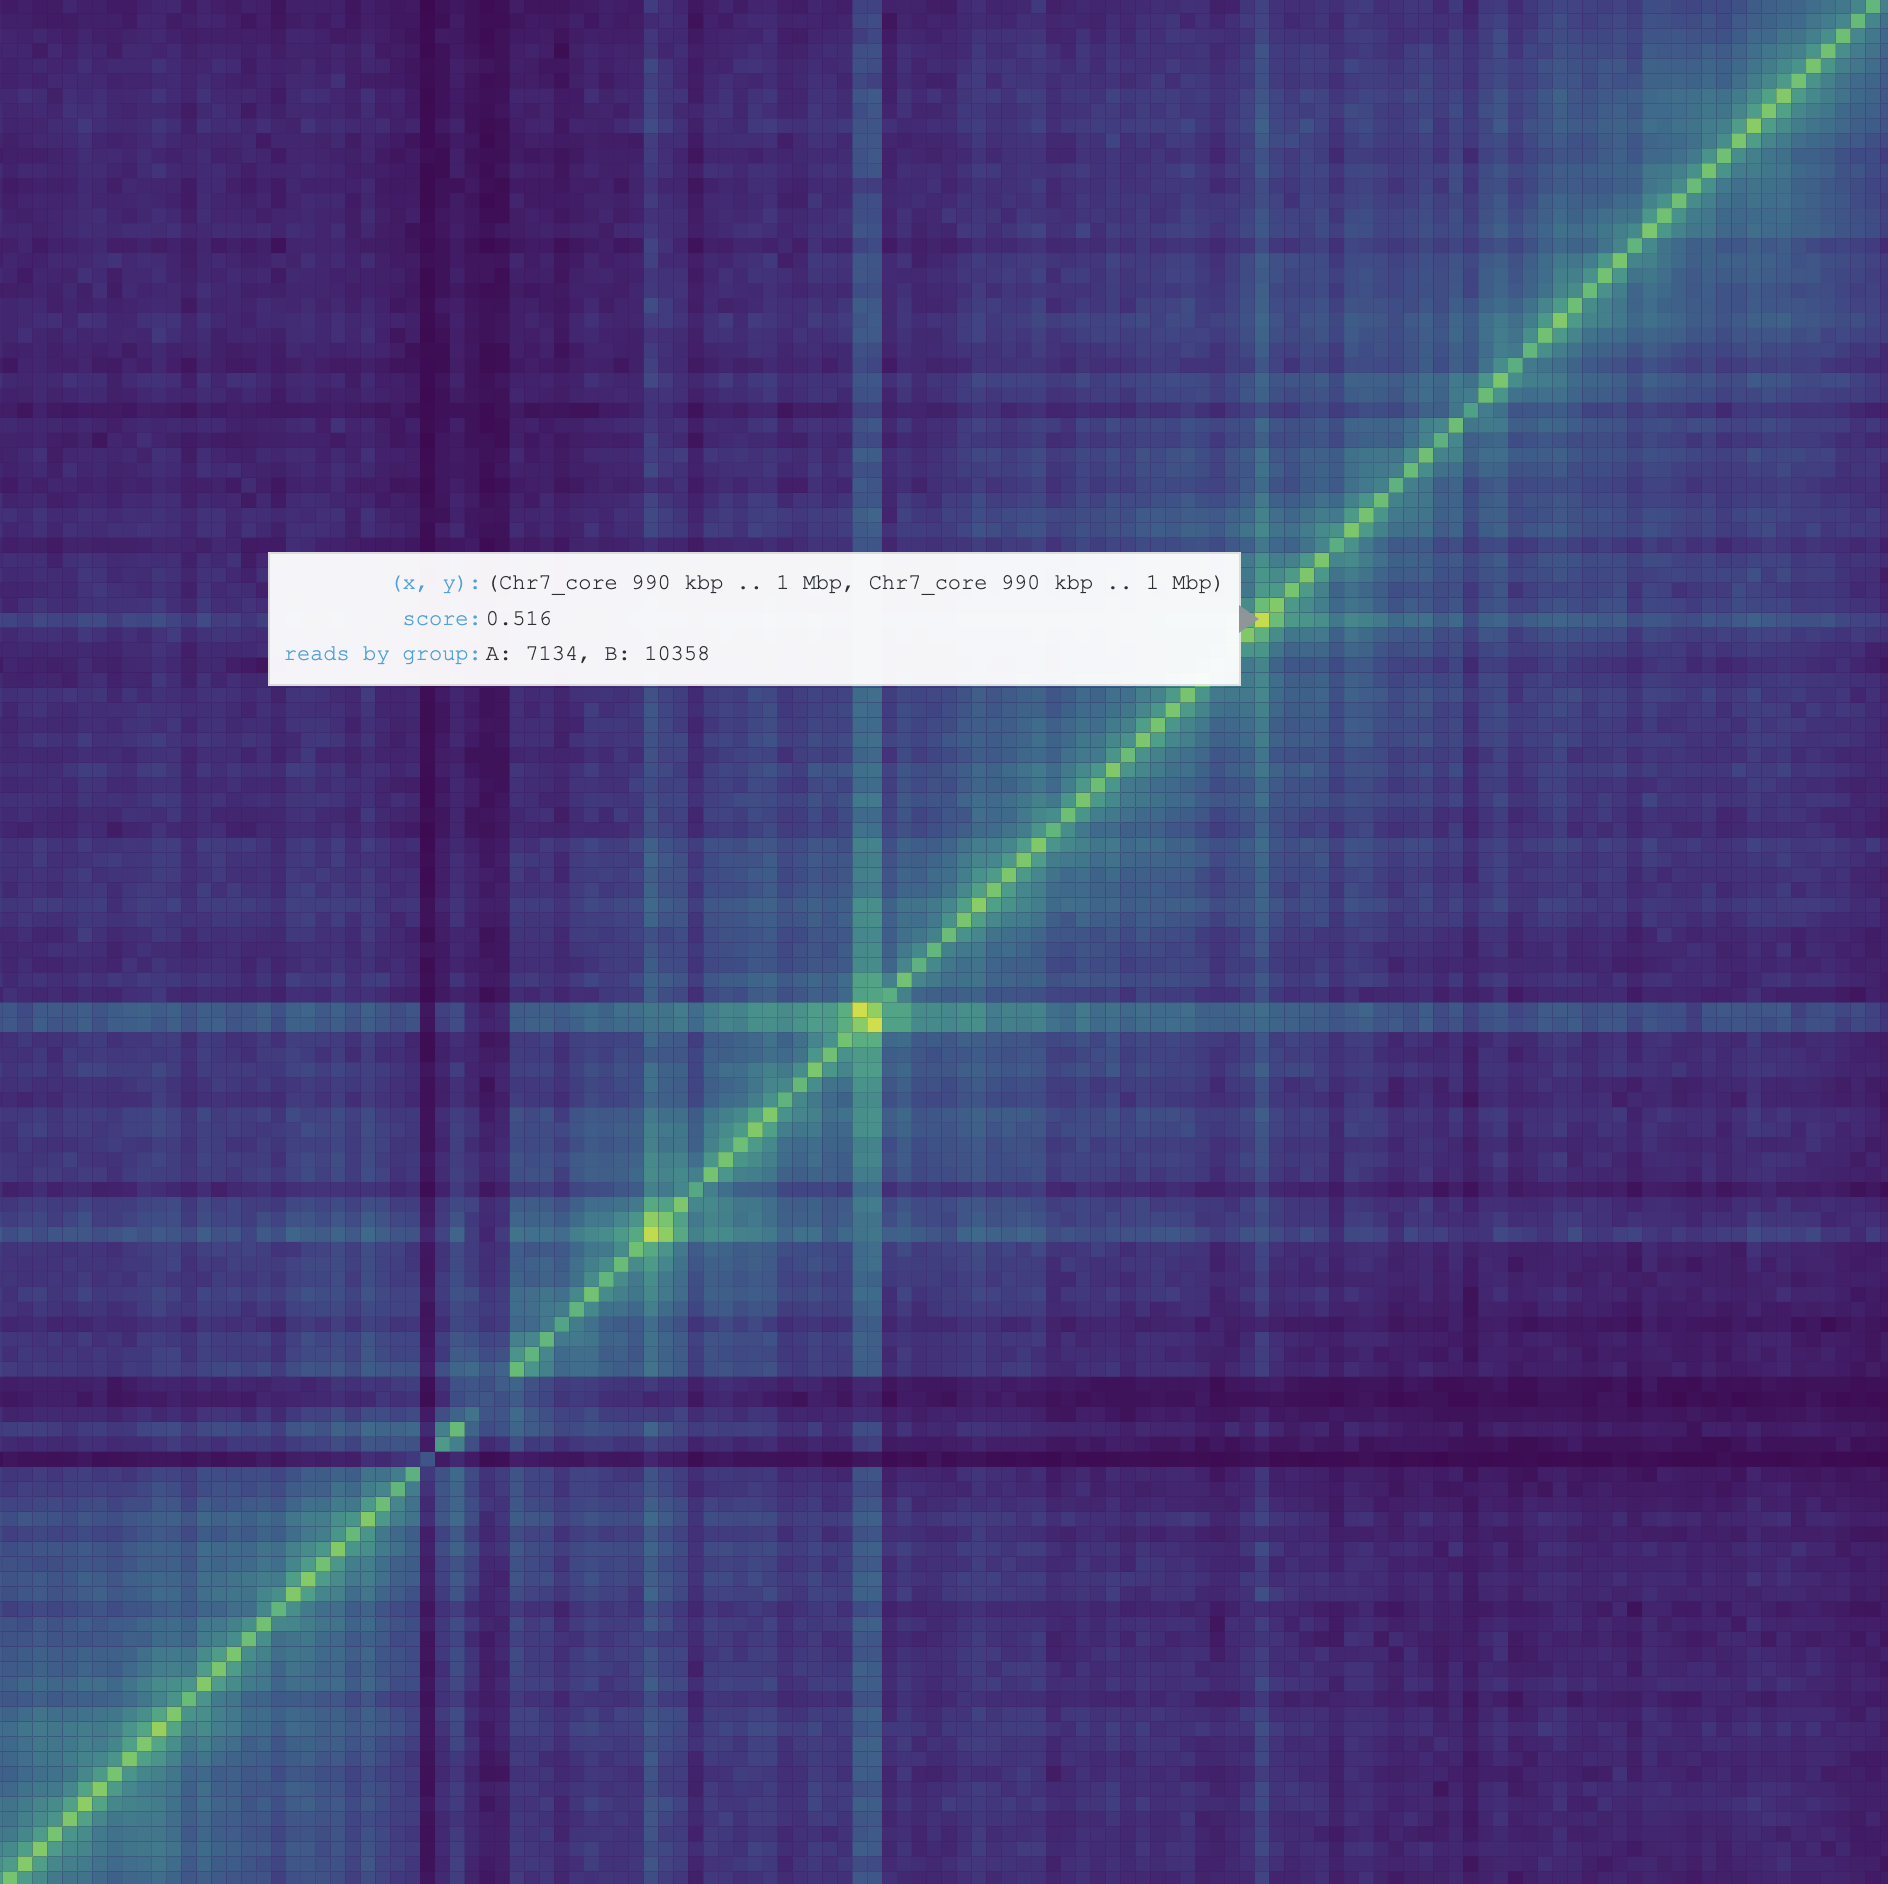 (x, y): (Chr7_core 990 kbp .. 1 Mbp, Chr7_core 990 kbp .. 1 Mbp)
score: 0.516
reads by group: A: 7134, B: 10358